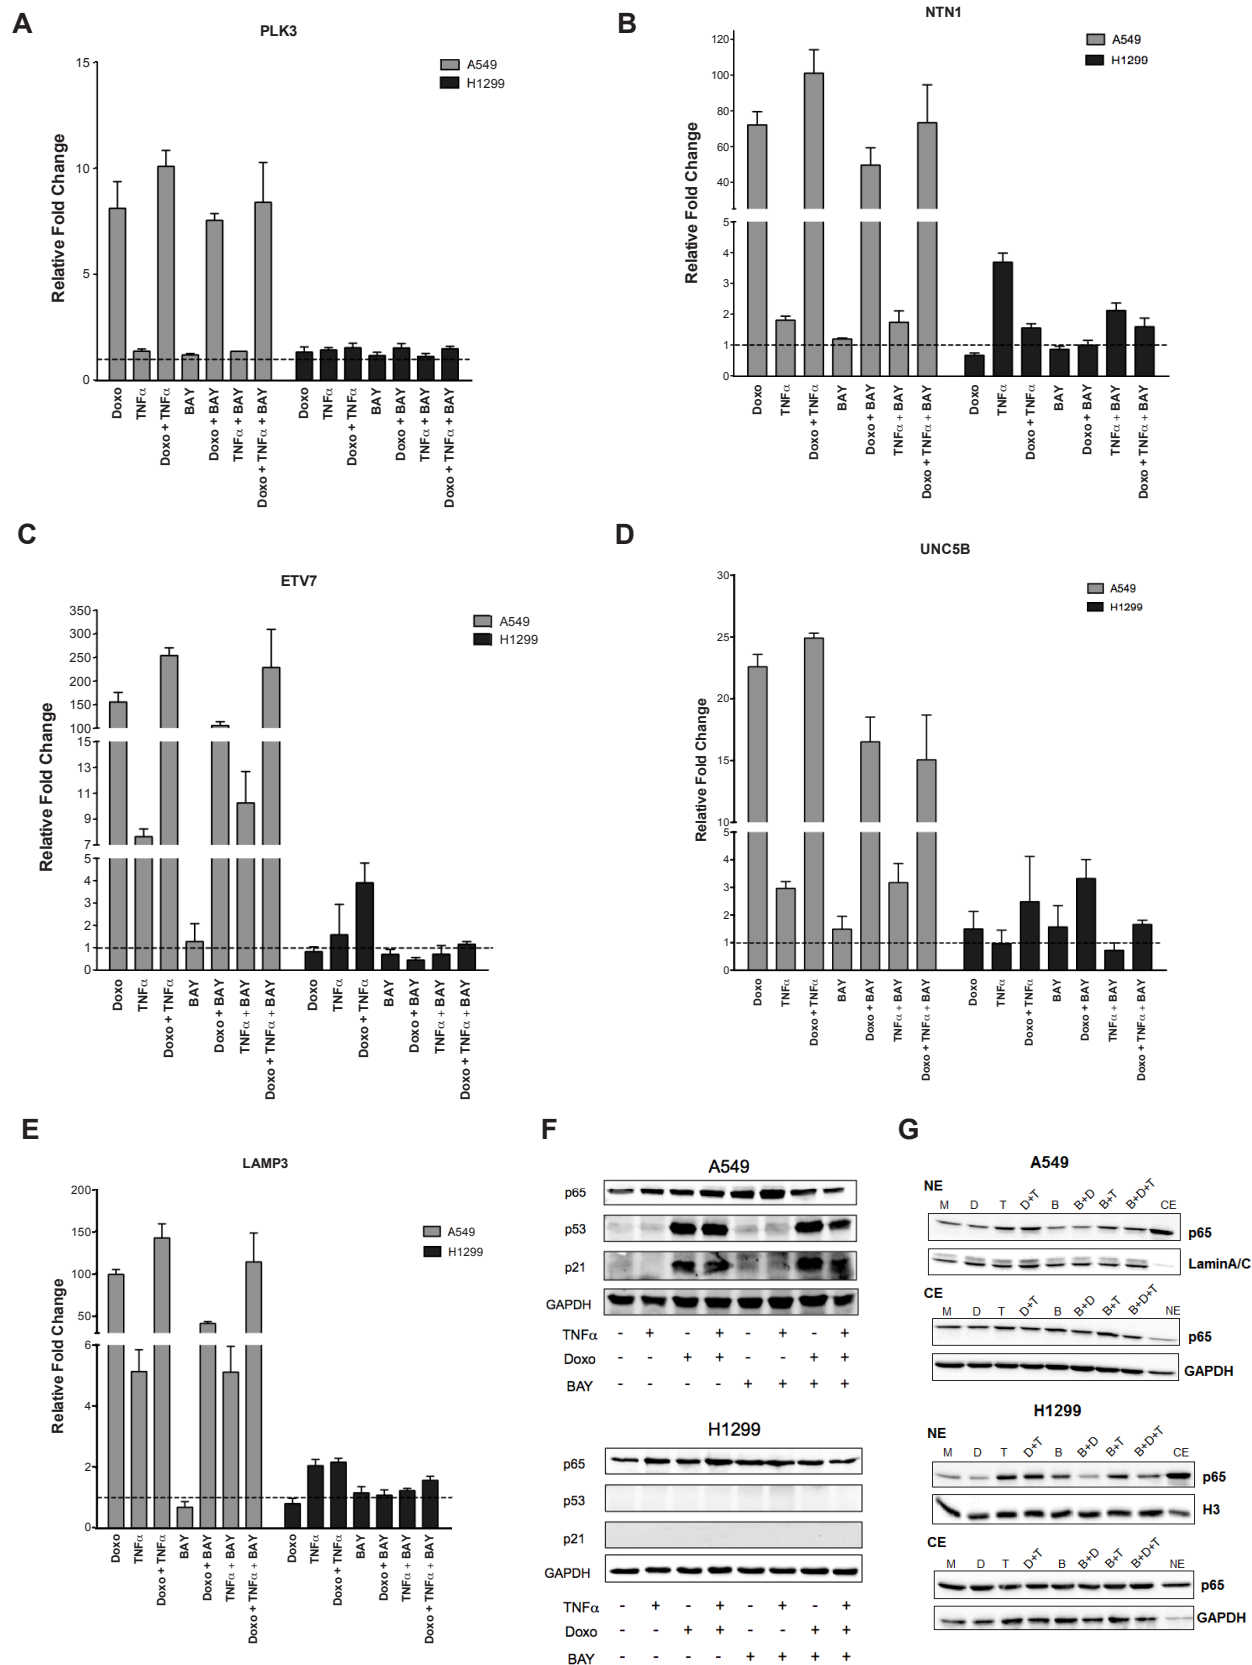 A
PLK3
A549
H1299
Relative Fold Change
15
10
5
0
Doxo
TNFα
Doxo + TNFα
BAY
Doxo + BAY
TNFα + BAY
Doxo + TNFα + BAY
Doxo
TNFα
Doxo + TNFα
BAY
Doxo + BAY
TNFα + BAY
Doxo + TNFα + BAY
B
NTN1
A549
H1299
Relative Fold Change
120
100
80
60
40
5
4
3
2
1
0
Doxo
TNFα
Doxo + TNFα
BAY
Doxo + BAY
TNFα + BAY
Doxo + TNFα + BAY
Doxo
TNFα
Doxo + TNFα
BAY
Doxo + BAY
TNFα + BAY
Doxo + TNFα + BAY
C
ETV7
A549
H1299
Relative Fold Change
350
300
250
200
150
100
15
13
11
9
7
5
4
3
2
1
0
Doxo
TNFα
Doxo + TNFα
BAY
Doxo + BAY
TNFα + BAY
Doxo + TNFα + BAY
Doxo
TNFα
Doxo + TNFα
BAY
Doxo + BAY
TNFα + BAY
Doxo + TNFα + BAY
D
UNC5B
A549
H1299
Relative Fold Change
30
25
20
15
10
5
4
3
2
1
0
Doxo
TNFα
Doxo + TNFα
BAY
Doxo + BAY
TNFα + BAY
Doxo + TNFα + BAY
Doxo
TNFα
Doxo + TNFα
BAY
Doxo + BAY
TNFα + BAY
Doxo + TNFα + BAY
E
LAMP3
A549
H1299
Relative Fold Change
200
150
100
50
6
4
2
0
Doxo
TNFα
Doxo + TNFα
BAY
Doxo + BAY
TNFα + BAY
Doxo + TNFα + BAY
Doxo
TNFα
Doxo + TNFα
BAY
Doxo + BAY
TNFα + BAY
Doxo + TNFα + BAY
F
A549
p65
p53
p21
GAPDH
TNFα - + - + - + - +
Doxo - - + + - - + +
BAY - - - - + + + +
H1299
p65
p53
p21
GAPDH
TNFα - + - + - + - +
Doxo - - + + - - + +
BAY - - - - + + + +
G
A549
NE
M D T D+T B B+D B+T B+D+T CE
p65
LaminA/C
CE
M D T D+T B B+D B+T B+D+T NE
p65
GAPDH
H1299
NE
M D T D+T B B+D B+T B+D+T CE
p65
H3
CE
M D T D+T B B+D B+T B+D+T NE
p65
GAPDH